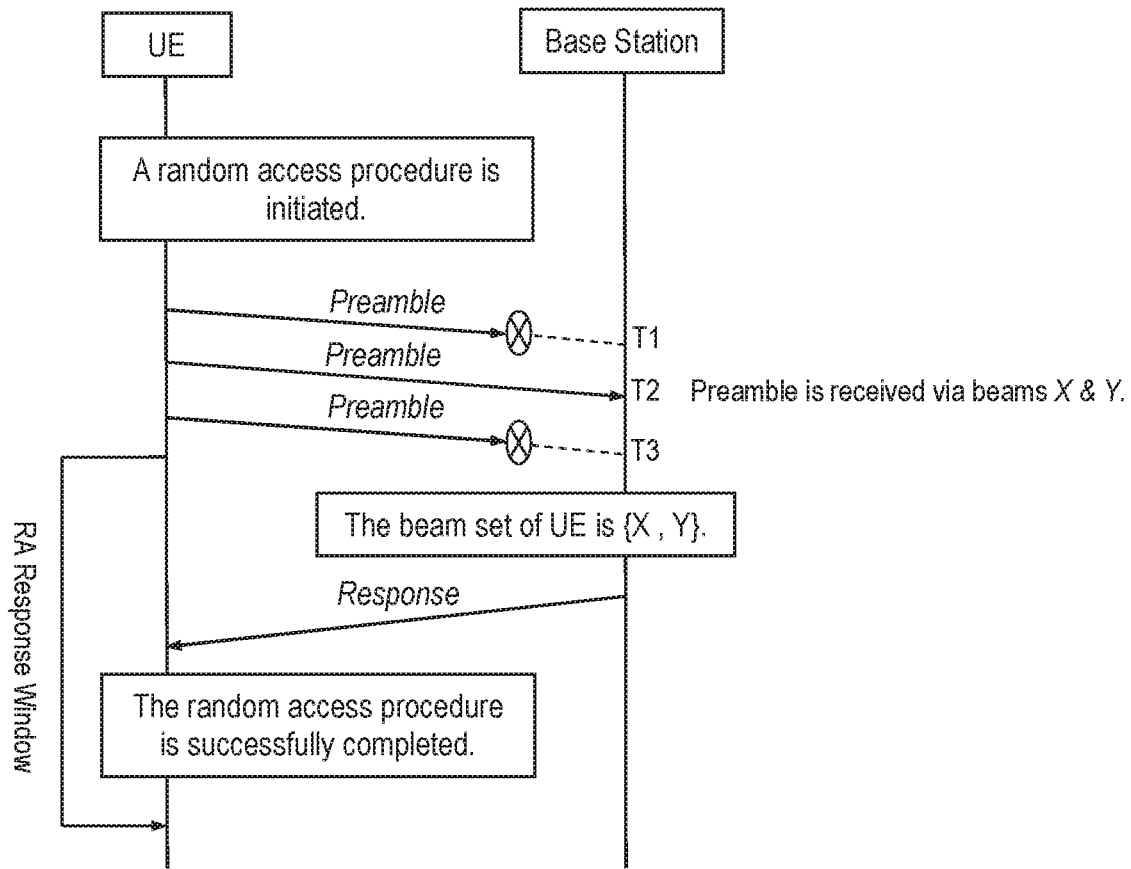 UE
Base Station
A random access procedure is
initiated.
Preamble
T1
Preamble
T2 Preamble is received via beams X & Y.
Preamble
T3
The beam set of UE is {X , Y}.
RA Response Window
Response
The random access procedure
is successfully completed.